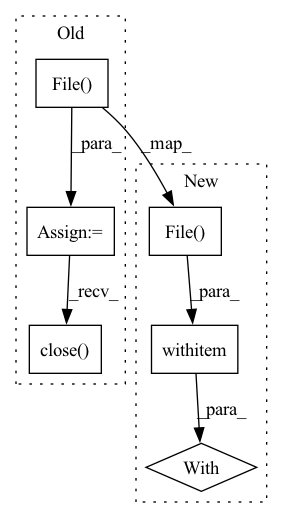 Old
File()
_para_
_map_
New
Assign:=
File()
_recv_
_para_
close()
withitem
_para_
With